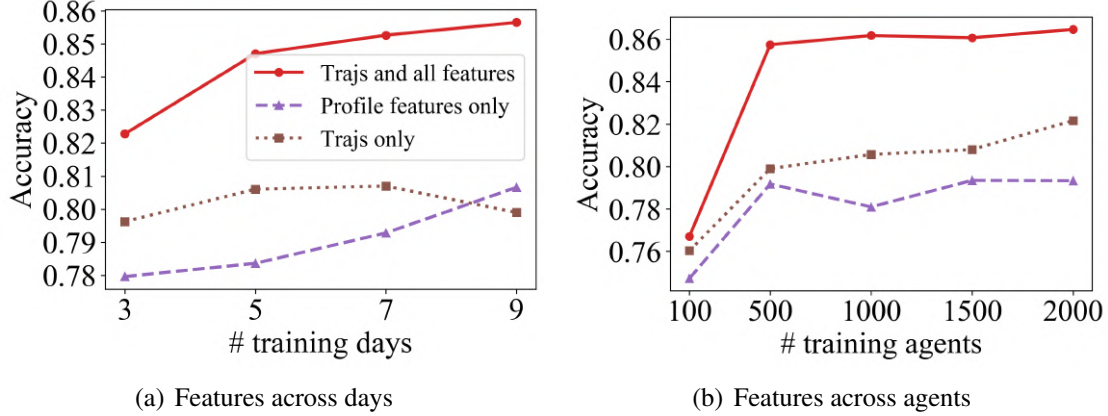 0.86
0.85
0.84
0.83
0.82
0.81
0.80
0.79
0.78
Accuracy
Trajs and all features
Profile features only
Trajs only
3 5 7 9
# training days
(a) Features across days
0.86
0.84
0.82
0.80
0.78
0.76
Accuracy
100 500 1000 1500 2000
# training agents
(b) Features across agents